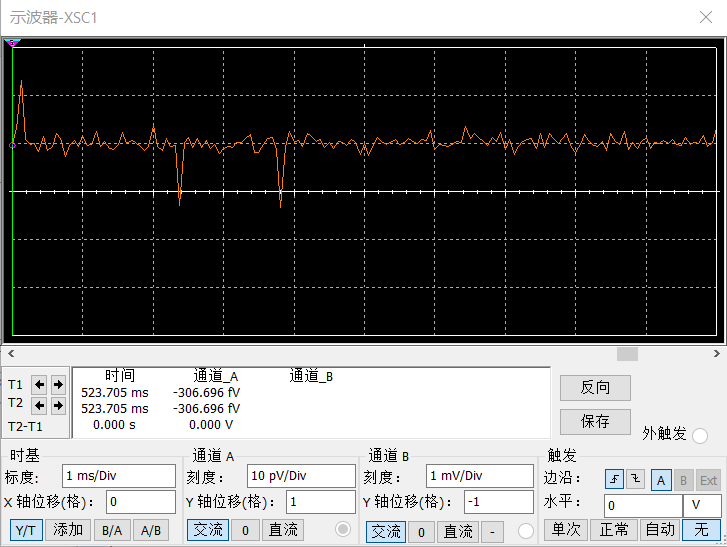 示波器-XSC1
时间 通道_A 通道_B
T1 523.705 ms -306.696 fV
T2 523.705 ms -306.696 fV
T2-T1 0.000 s 0.000 V
反向
保存
外触发
时基 通道 A 通道 B 触发
标度: 1 ms/Div 刻度: 10 pV/Div 刻度: 1 mV/Div 边沿: A B Ext
X 轴位移(格): 0 Y 轴位移(格): 1 Y 轴位移(格): -1 水平: 0 V
Y/T 添加 B/A A/B 交流 0 直流 交流 0 直流 - 单次 正常 自动 无